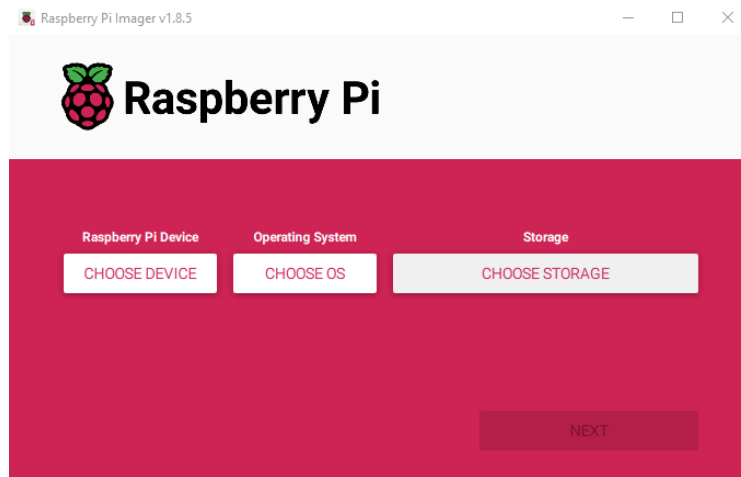 Raspberry Pi Imager v1.8.5
Raspberry Pi
Raspberry Pi Device Operating System Storage
CHOOSE DEVICE CHOOSE OS CHOOSE STORAGE
NEXT